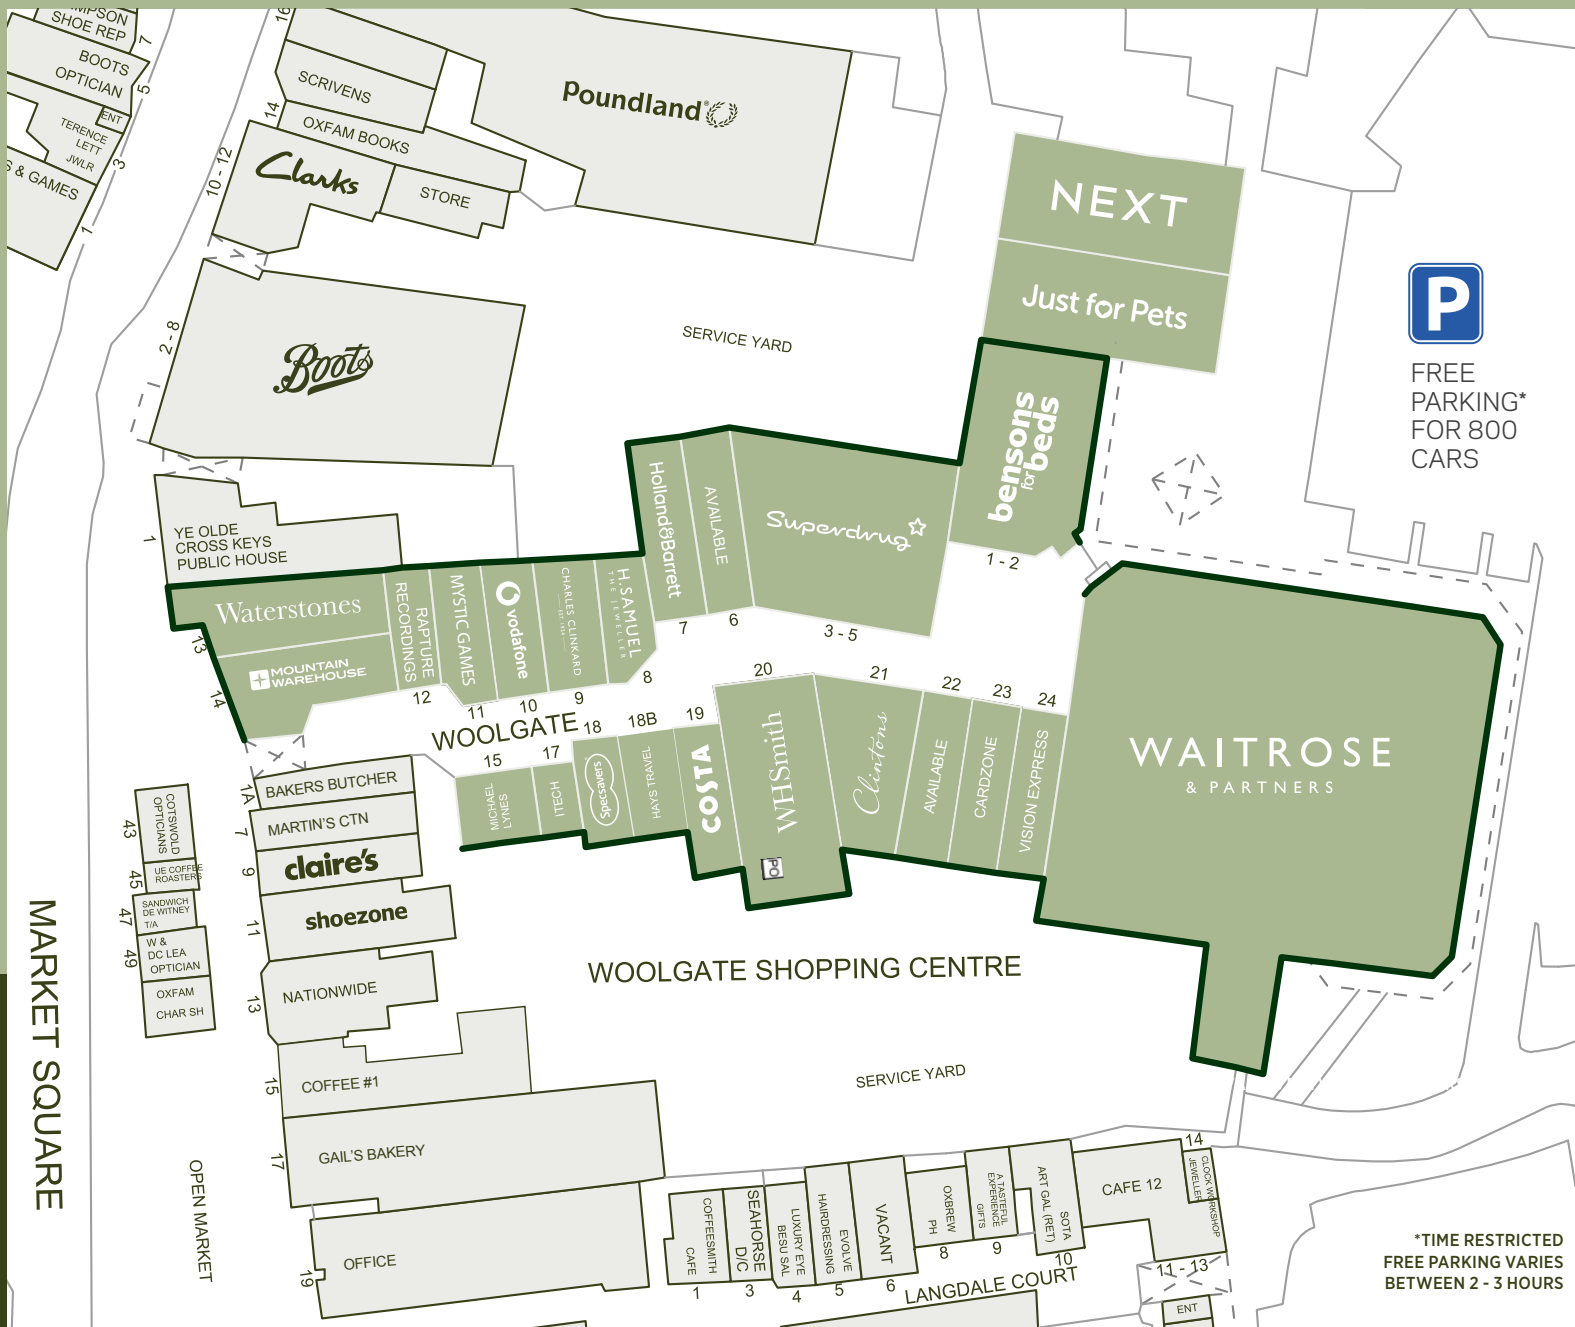 SHOE REP
7
BOOTS
OPTICIAN
5
ENT
TERENCE
LETT
JWLR
3
& GAMES
1
16
SCRIVENS
14
OXFAM BOOKS
10 - 12
Clarks
STORE
Poundland
NEXT
Just for Pets
bensons
for
beds
1 - 2
P
FREE
PARKING*
FOR 800
CARS
2 - 8
Boots
SERVICE YARD
1
YE OLDE
CROSS KEYS
PUBLIC HOUSE
Waterstones
13
MOUNTAIN
WAREHOUSE
14
RAPTURE
RECORDINGS
12
MYSTIC GAMES
11
vodafone
10
CHARLES CLINKARD
9
H.SAMUEL
THE JEWELLER
8
Holland&Barrett
7
AVAILABLE
6
Superdrug
3 - 5
WOOLGATE
15
MICHAEL
LYNES
17
ITECH
18
Specsavers
18B
HAYS TRAVEL
19
COSTA
20
WHSmith
PO
21
Clintons
22
AVAILABLE
23
CARDZONE
24
VISION EXPRESS
WAITROSE
& PARTNERS
1A
BAKERS BUTCHER
7
MARTIN'S CTN
9
claire's
11
shoezone
13
NATIONWIDE
15
COFFEE #1
17
GAIL'S BAKERY
19
OFFICE
43
COTSWOLD
OPTICIANS
45
UE COFFEE
ROASTERS
47
SANDWICH
DE WITNEY
T/A
49
W &
DC LEA
OPTICIAN
OXFAM
CHAR SH
MARKET SQUARE
OPEN MARKET
WOOLGATE SHOPPING CENTRE
SERVICE YARD
COFFEESMITH
CAFE
1
SEAHORSE
D/C
3
LUXURY EYE
BESU SAL
4
HAIRDRESSING
EVOLVE
5
VACANT
6
OXBREW
PH
8
A TASTEFUL
EXPERIENCE
GIFTS
9
ART GAL (RET)
SOTA
10
CAFE 12
11 - 13
14
CLOCK WORKSHOP
JEWELLER
LANGDALE COURT
ENT
*TIME RESTRICTED
FREE PARKING VARIES
BETWEEN 2 - 3 HOURS